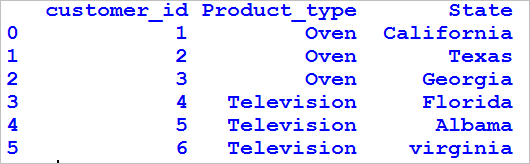 customer_id Product_type State
0 1 Oven California
1 2 Oven Texas
2 3 Oven Georgia
3 4 Television Florida
4 5 Television Albama
5 6 Television virginia